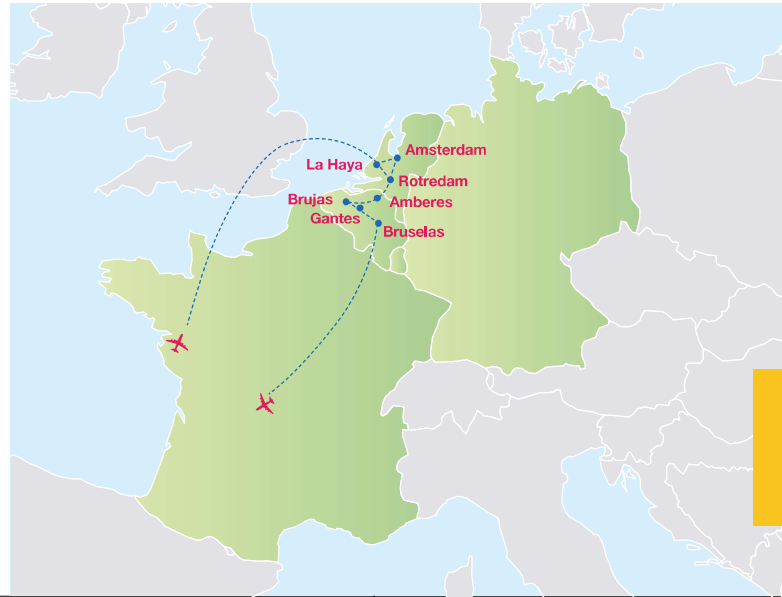 Amsterdam
La Haya
Rotredam
Brujas
Amberes
Gantes
Bruselas